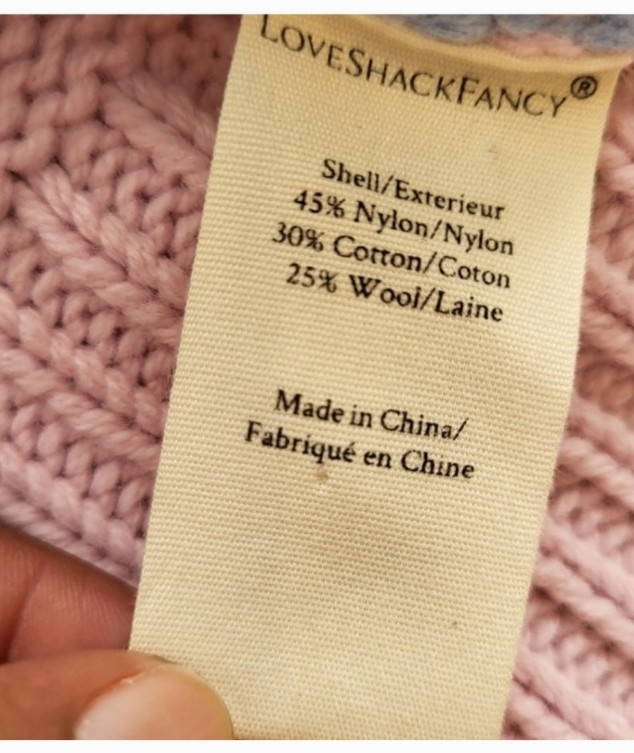 LOVESHACKFANCY®
Shell/Exterieur
45% Nylon/Nylon
30% Cotton/Coton
25% Wool/Laine
Made in China/
Fabriqué en Chine